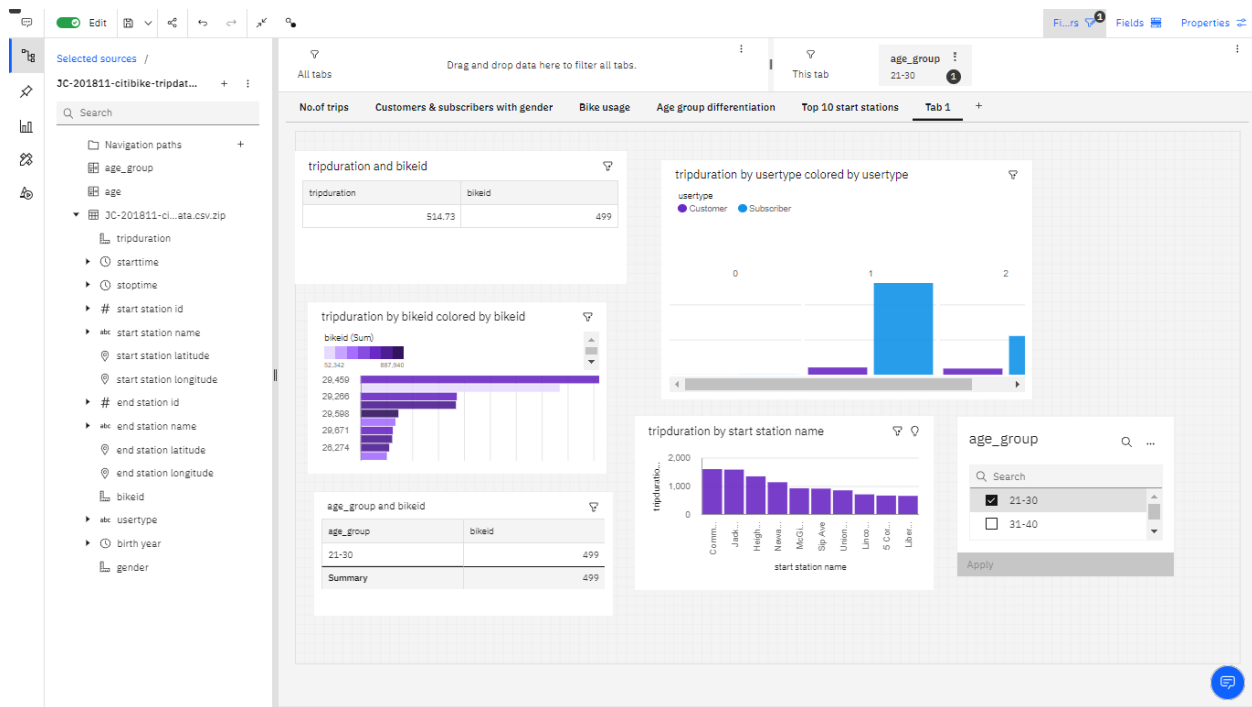 Edit
Fi...rs
1
Fields
Properties
Selected sources /
JC-201811-citibike-tripdat...
Search
Navigation paths
age_group
age
JC-201811-ci...ata.csv.zip
tripduration
starttime
stoptime
# start station id
abc start station name
start station latitude
start station longitude
# end station id
abc end station name
end station latitude
end station longitude
bikeid
abc usertype
birth year
gender
All tabs
Drag and drop data here to filter all tabs.
This tab
age_group
21-30
1
No.of trips
Customers & subscribers with gender
Bike usage
Age group differentiation
Top 10 start stations
Tab 1
tripduration and bikeid
tripduration bikeid
514.73 499
tripduration by usertype colored by usertype
usertype
Customer Subscriber
0 1 2
tripduration by bikeid colored by bikeid
bikeid (Sum)
52,342 887,940
29,459
29,266
28,598
29,671
26,274
tripduration by start station name
2,000
1,000
0
tripduratio...
Comm...
Jack...
Heigh...
Newa...
McGi...
Sip Ave
Union...
Linco...
5 Cor...
Liber...
start station name
age_group
Search
21-30
31-40
Apply
age_group and bikeid
age_group bikeid
21-30 499
Summary 499